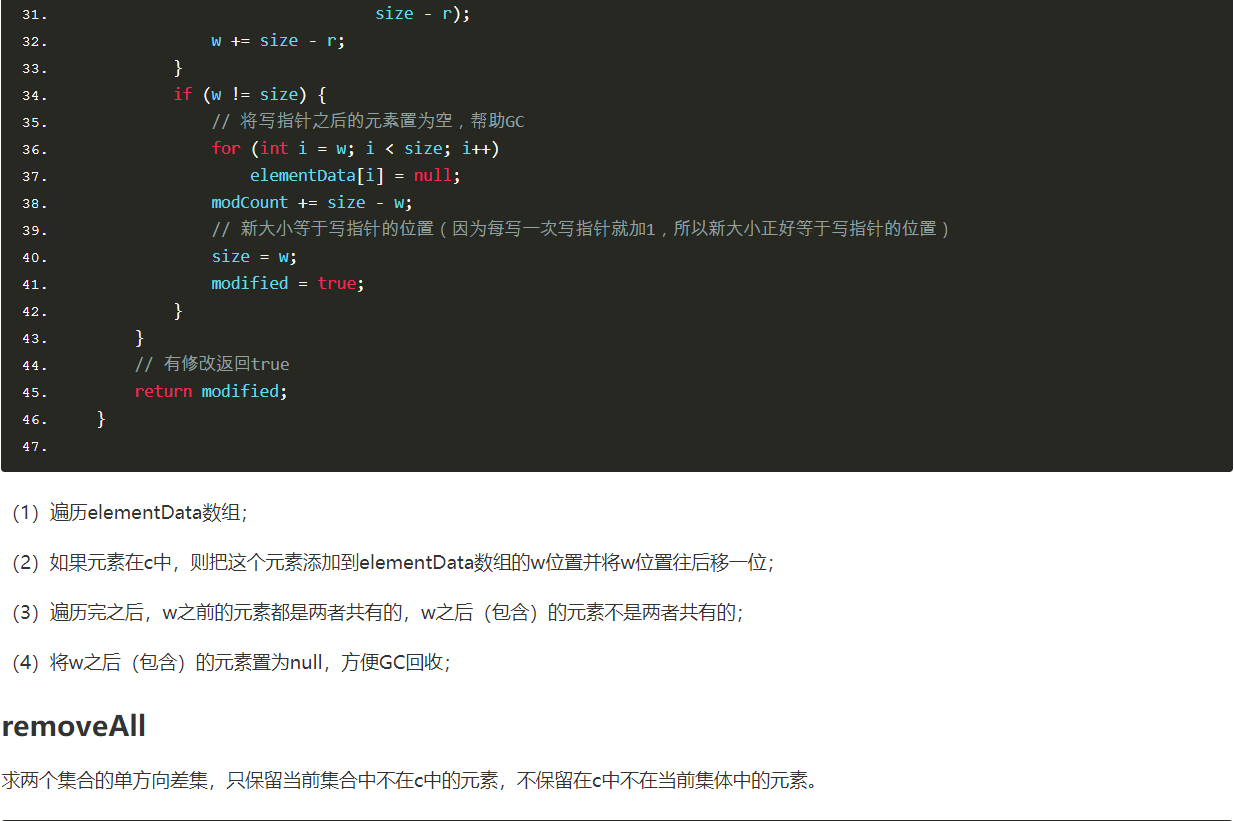 31.                                  size - r);
32.                 w += size - r;
33.             }
34.             if (w != size) {
35.                 // 将写指针之后的元素置为空，帮助GC
36.                 for (int i = w; i < size; i++)
37.                     elementData[i] = null;
38.                 modCount += size - w;
39.                 // 新大小等于写指针的位置（因为每写一次写指针就加1，所以新大小正好等于写指针的位置）
40.                 size = w;
41.                 modified = true;
42.             }
43.         }
44.         // 有修改返回true
45.         return modified;
46.     }
47.
（1）遍历elementData数组；
（2）如果元素在c中，则把这个元素添加到elementData数组的w位置并将w位置往后移一位；
（3）遍历完之后，w之前的元素都是两者共有的，w之后（包含）的元素不是两者共有的；
（4）将w之后（包含）的元素置为null，方便GC回收；
removeAll
求两个集合的单方向差集，只保留当前集合中不在c中的元素，不保留在c中不在当前集体中的元素。